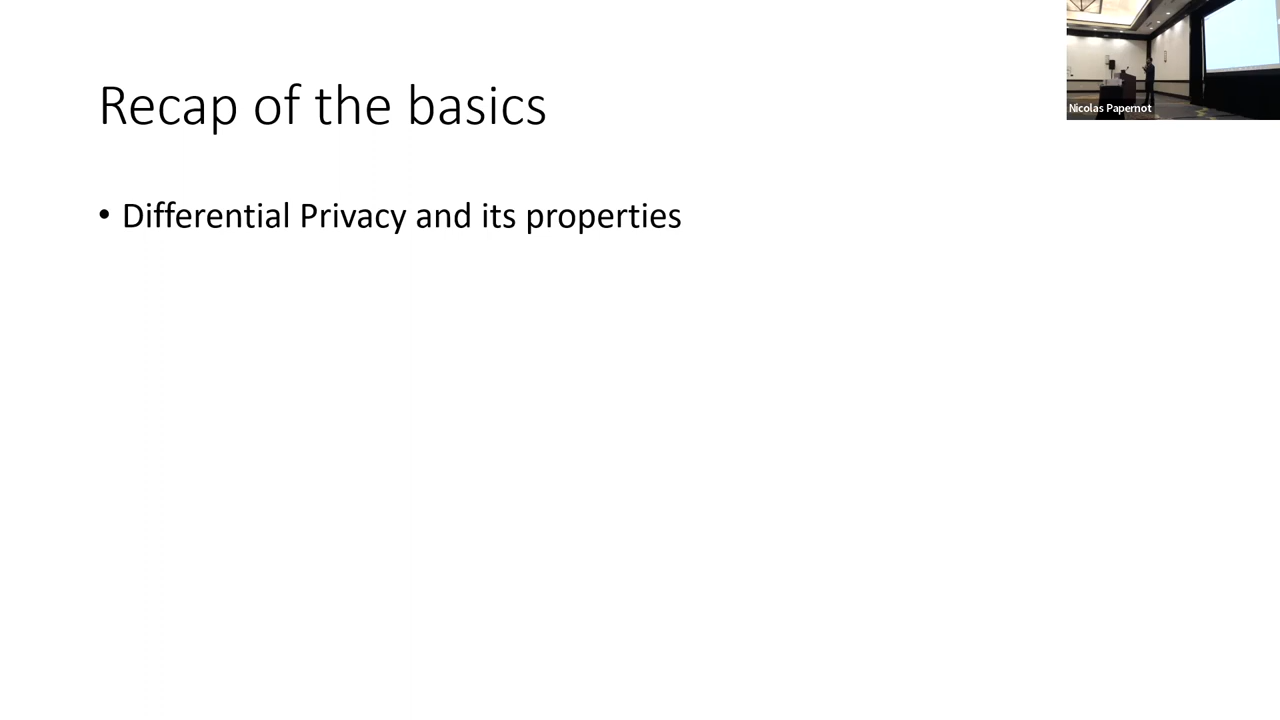 Recap of the basics
Nicolas Papernot
• Differential Privacy and its properties